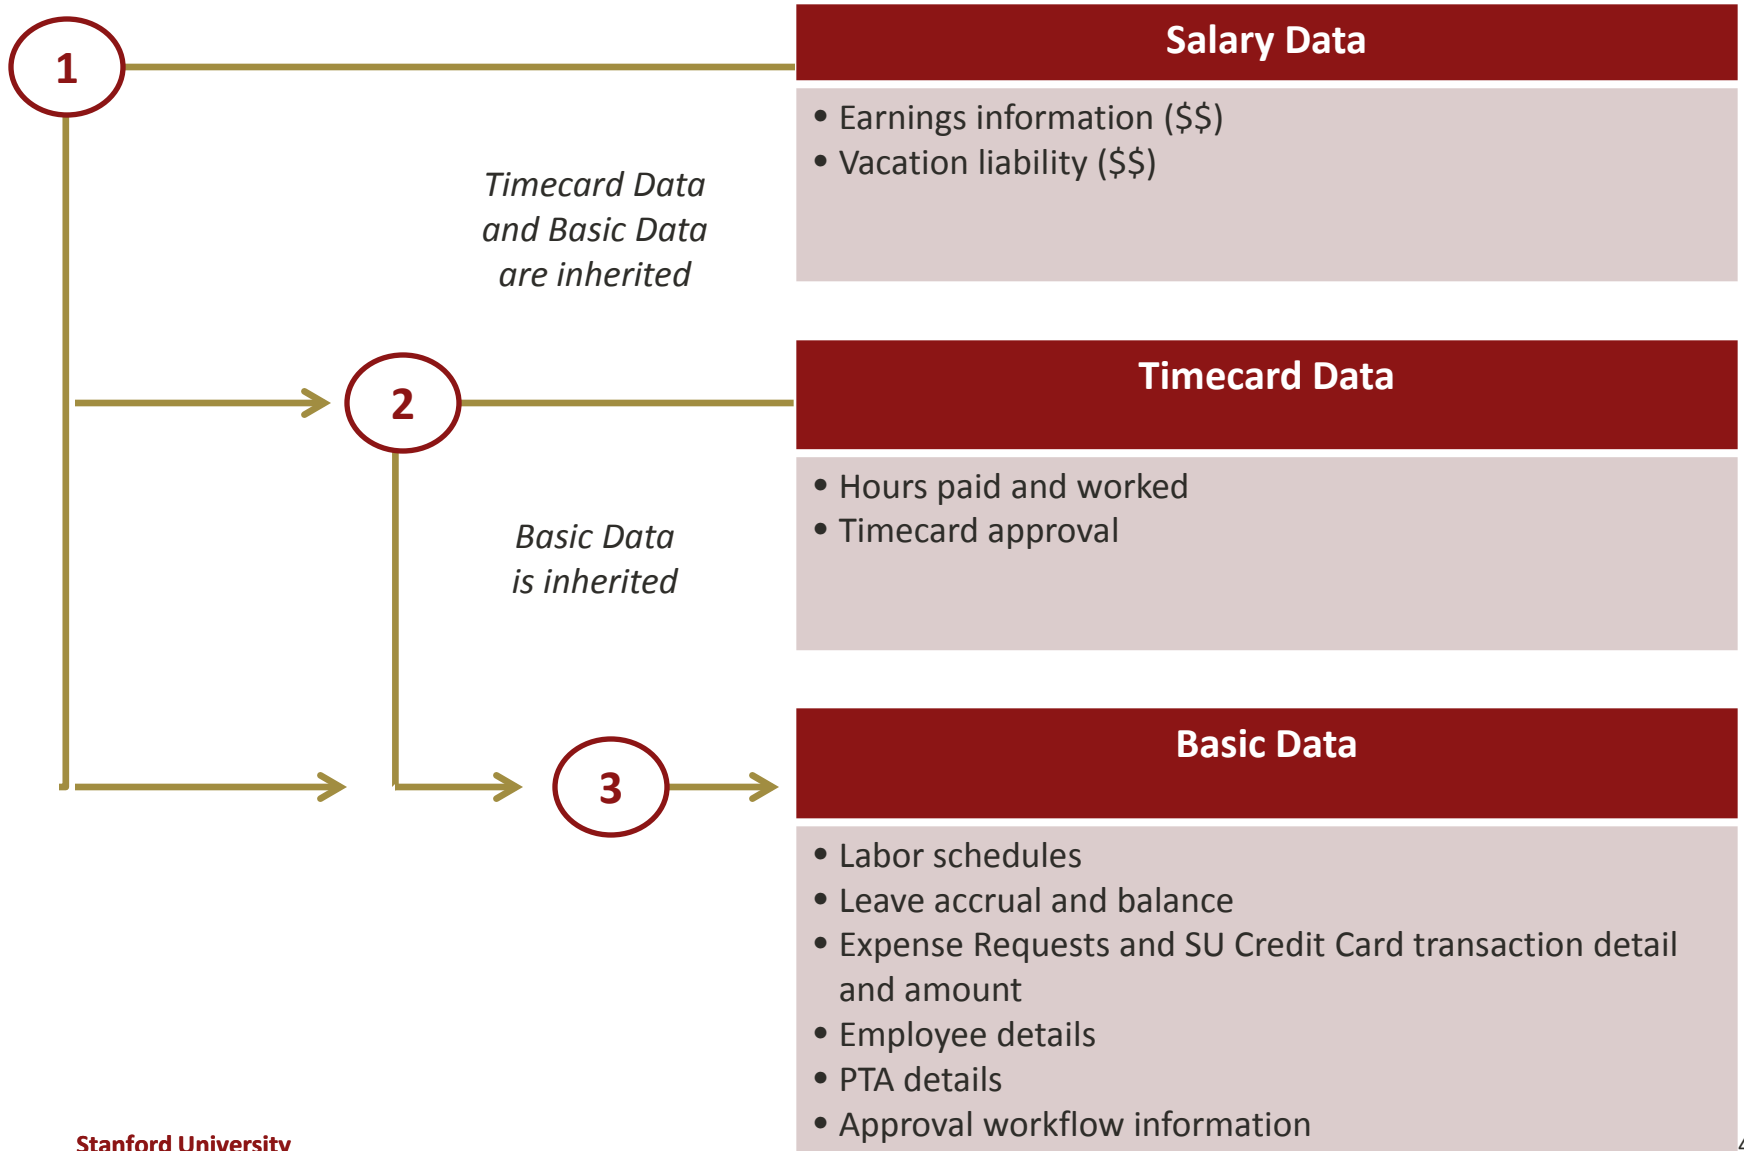 1
Salary Data
• Earnings information ($$)
• Vacation liability ($$)
Timecard Data
and Basic Data
are inherited
2
Timecard Data
• Hours paid and worked
• Timecard approval
Basic Data
is inherited
3
Basic Data
• Labor schedules
• Leave accrual and balance
• Expense Requests and SU Credit Card transaction detail
and amount
• Employee details
• PTA details
• Approval workflow information
Stanford University